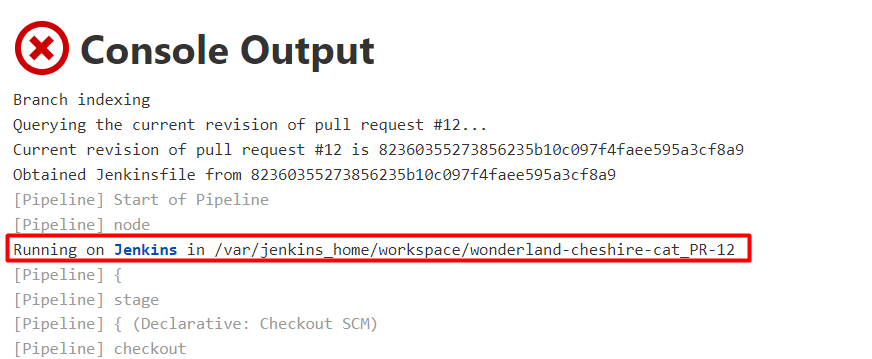 Console Output
Branch indexing
Querying the current revision of pull request #12...
Current revision of pull request #12 is 82360355273856235b10c097f4faee595a3cf8a9
Obtained Jenkinsfile from 82360355273856235b10c097f4faee595a3cf8a9
[Pipeline] Start of Pipeline
[Pipeline] node
Running on Jenkins in /var/jenkins_home/workspace/wonderland-cheshire-cat_PR-12
[Pipeline] {
[Pipeline] stage
[Pipeline] { (Declarative: Checkout SCM)
[Pipeline] checkout